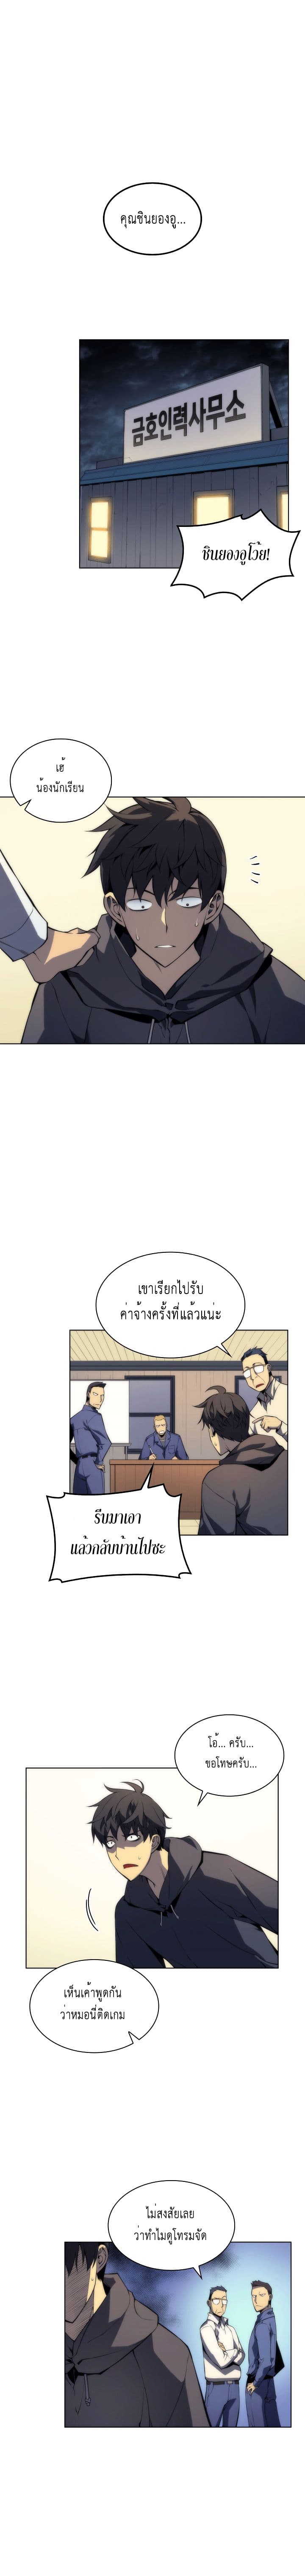 คุณชินยองอู...
금호인력사무소
ชินยองอูโว้ย!
เฮ้
น้องนักเรียน
เขาเรียกไปรับ
ค่าจ้างครั้งที่แล้วแน่ะ
รีบมาเอา
แล้วกลับบ้านไปซะ
โอ้... ครับ...
ขอโทษครับ...
เห็นเค้าพูดกัน
ว่าหมอนี่ติดเกม
ไม่สงสัยเลย
ว่าทำไมดูโทรมจัด